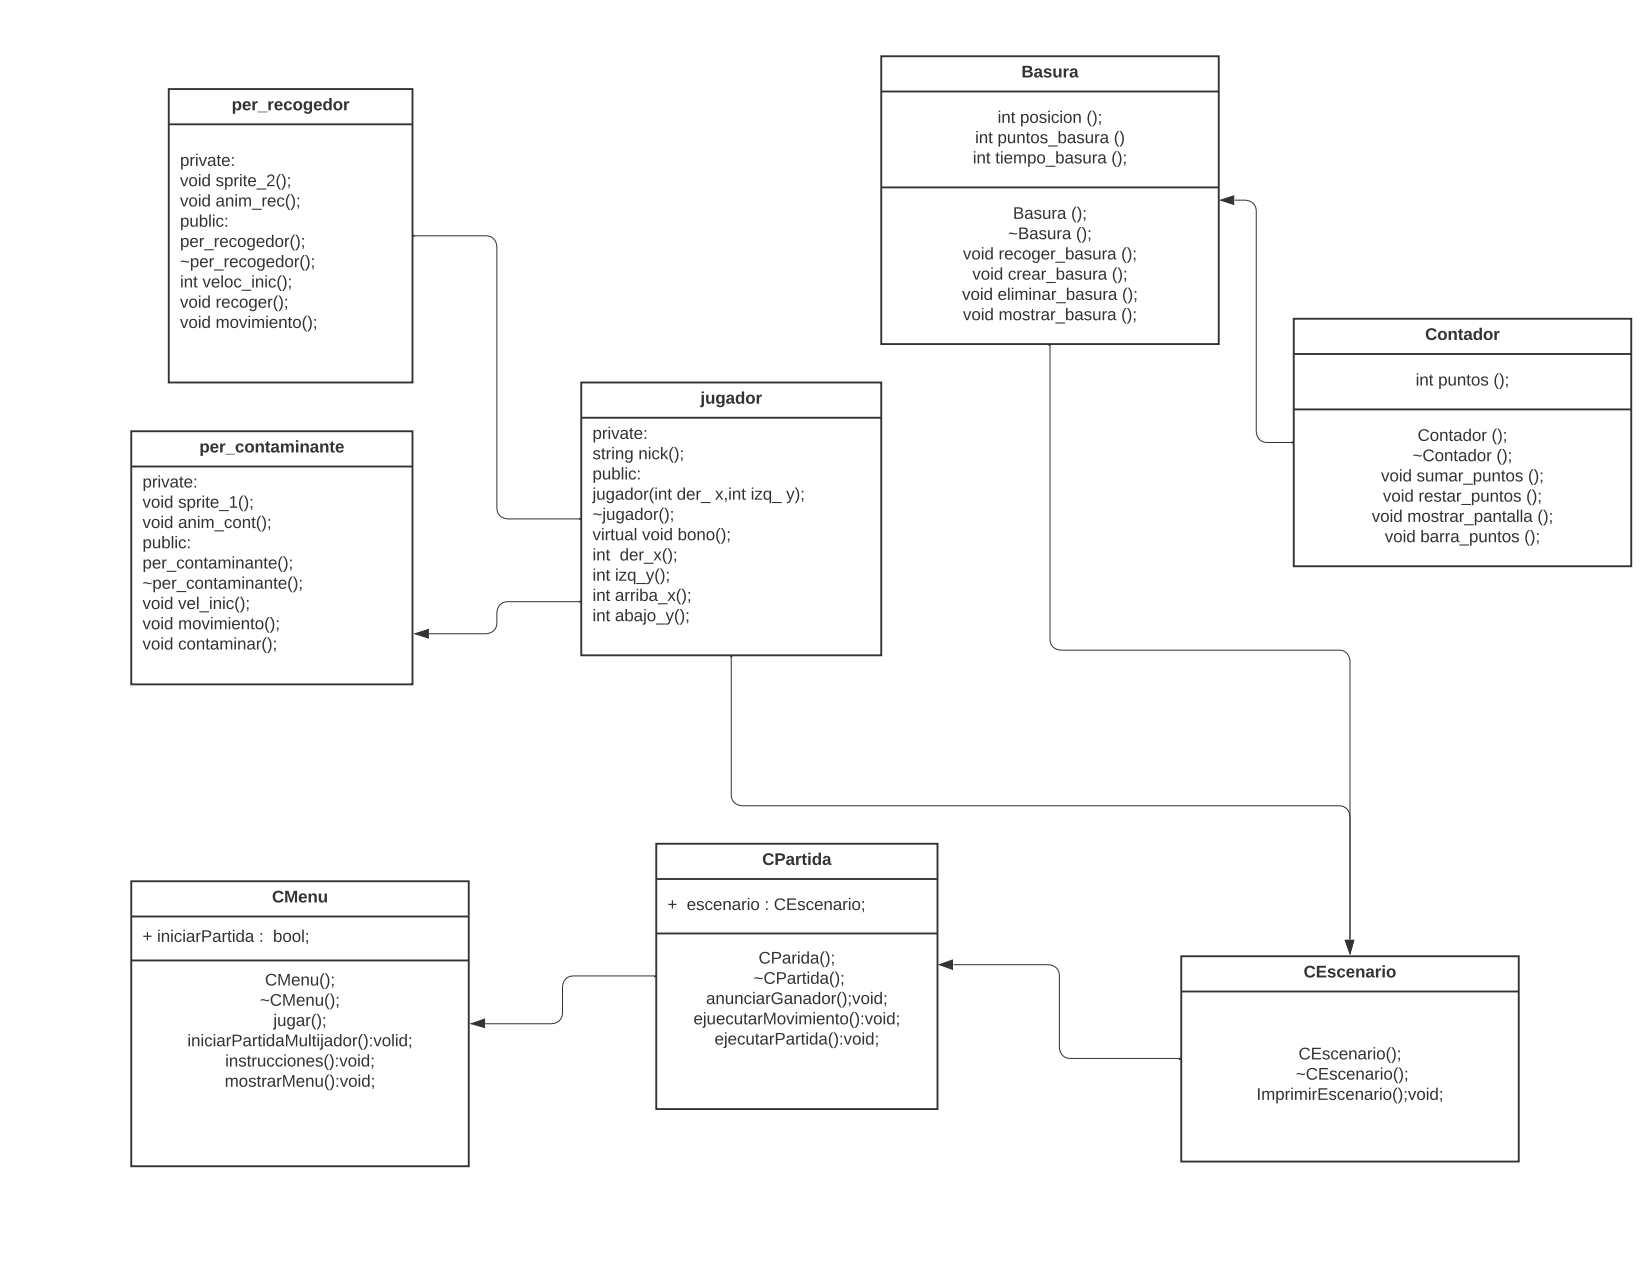 per_recogedor
private:
void sprite_2();
void anim_rec();
public:
per_recogedor();
~per_recogedor();
int veloc_inic();
void recoger();
void movimiento();
per_contaminante
private:
void sprite_1();
void anim_cont();
public:
per_contaminante();
~per_contaminante();
void vel_inic();
void movimiento();
void contaminar();
jugador
private:
string nick();
public:
jugador(int der_ x,int izq_ y);
~jugador();
virtual void bono();
int  der_x();
int izq_y();
int arriba_x();
int abajo_y();
Basura
int posicion ();
int puntos_basura ()
int tiempo_basura ();
Basura ();
~Basura ();
void recoger_basura ();
void crear_basura ();
void eliminar_basura ();
void mostrar_basura ();
Contador
int puntos ();
Contador ();
~Contador ();
void sumar_puntos ();
void restar_puntos ();
void mostrar_pantalla ();
void barra_puntos ();
CMenu
+ iniciarPartida :  bool;
CMenu();
~CMenu();
jugar();
iniciarPartidaMultijador():volid;
instrucciones():void;
mostrarMenu():void;
CPartida
+  escenario : CEscenario;
CParida();
~CPartida();
anunciarGanador();void;
ejuecutarMovimiento():void;
ejecutarPartida():void;
CEscenario
CEscenario();
~CEscenario();
ImprimirEscenario();void;